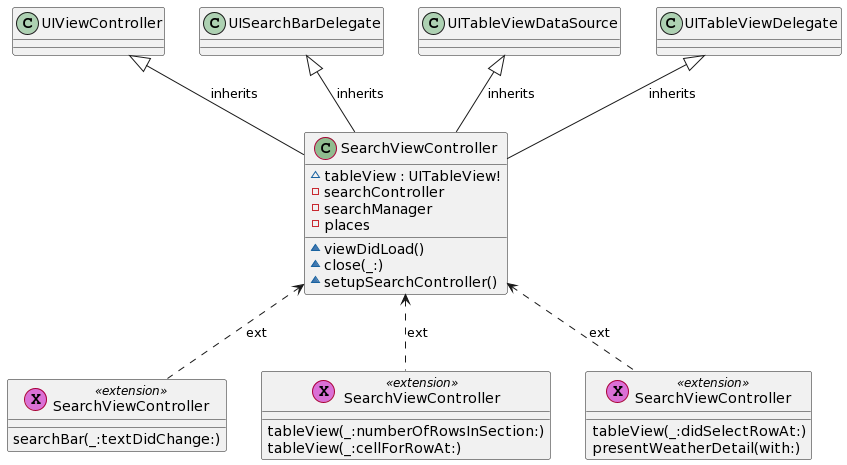 C UIViewController
C UISearchBarDelegate
C UITableViewDataSource
C UITableViewDelegate
inherits
inherits
inherits
inherits
C SearchViewController
tableView : UITableView!
searchController
searchManager
places
viewDidLoad()
close(_:)
setupSearchController()
ext
ext
ext
X «extension»
SearchViewController
searchBar(_:textDidChange:)
X «extension»
SearchViewController
tableView(_:numberOfRowsInSection:)
tableView(_:cellForRowAt:)
X «extension»
SearchViewController
tableView(_:didSelectRowAt:)
presentWeatherDetail(with:)